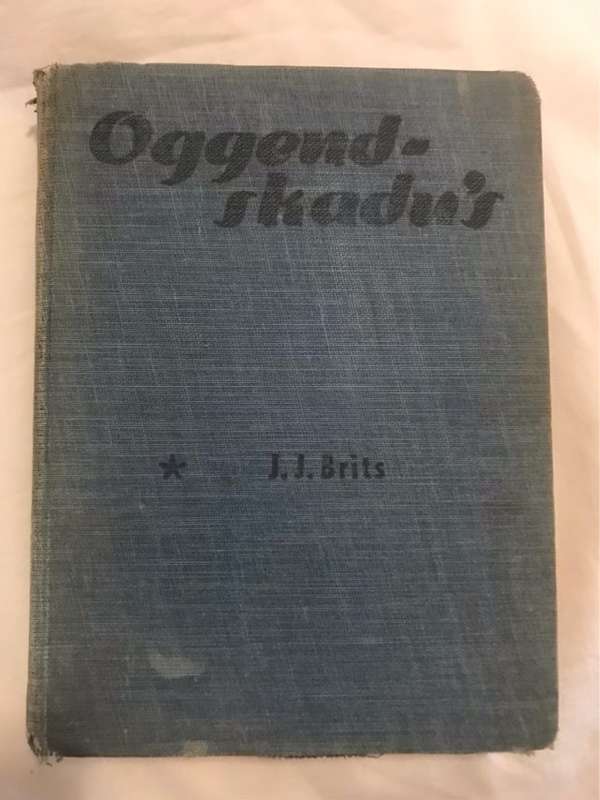 Oggend-
skadu's
* J. J. Brits